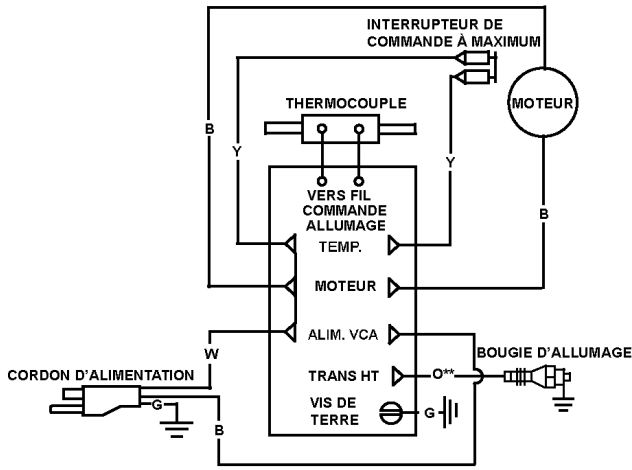 INTERRUPTEUR DE
COMMANDE À MAXIMUM
THERMOCOUPLE
MOTEUR
B
Y
Y
B
VERS FIL
COMMANDE
ALLUMAGE
TEMP.
MOTEUR
ALIM. VCA
W
BOUGIE D'ALLUMAGE
CORDON D'ALIMENTATION
TRANS HT
O**
G
VIS DE
TERRE
G
B